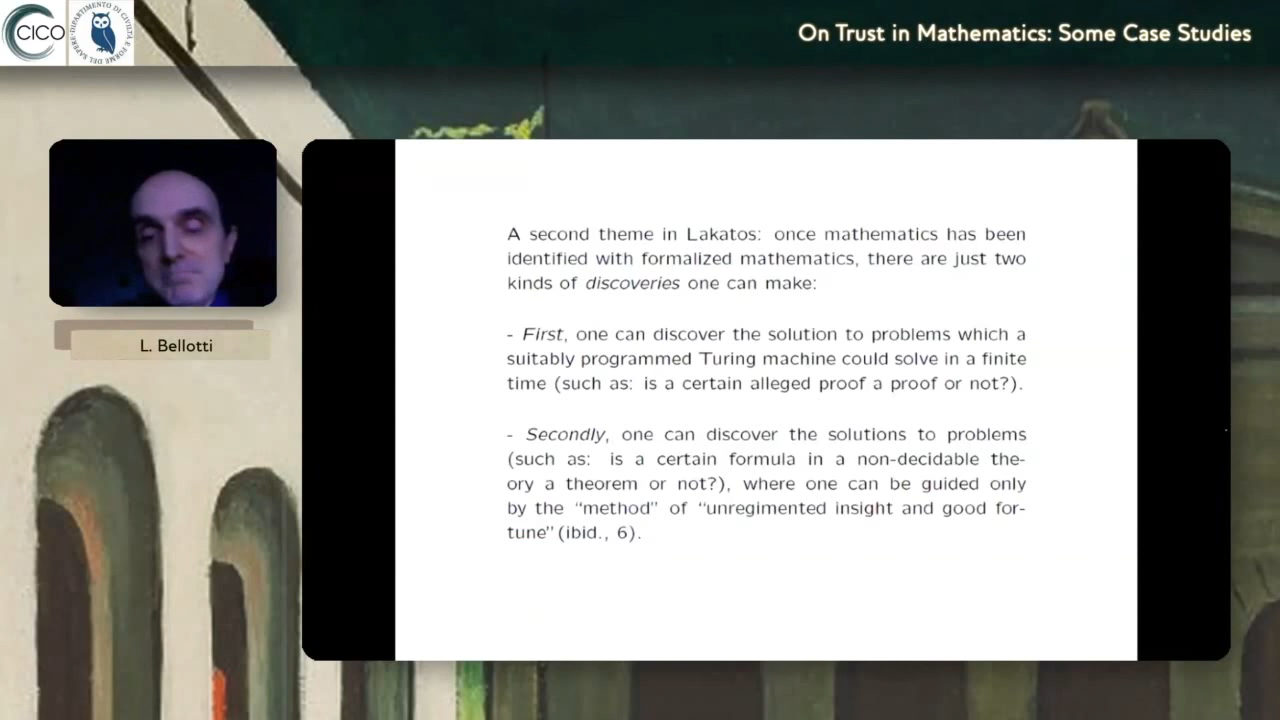 CICO
DIPARTIMENTO DI CIVILTÀ E FORME DEL SAPERE
On Trust in Mathematics: Some Case Studies
L. Bellotti
A second theme in Lakatos: once mathematics has been
identified with formalized mathematics, there are just two
kinds of discoveries one can make:
- First, one can discover the solution to problems which a
suitably programmed Turing machine could solve in a finite
time (such as: is a certain alleged proof a proof or not?).
- Secondly, one can discover the solutions to problems
(such as: is a certain formula in a non-decidable the-
ory a theorem or not?), where one can be guided only
by the “method” of “unregimented insight and good for-
tune” (ibid., 6).